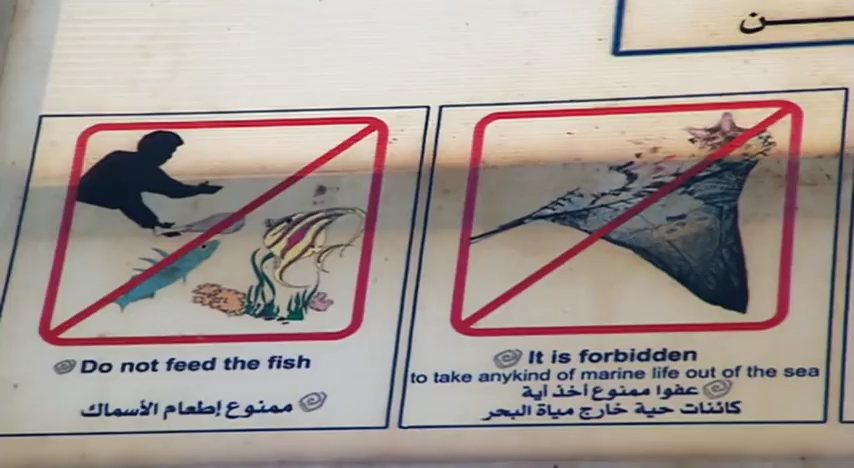 ـن
Do not feed the fish
ممنوع إطعام الأسماك
It is forbidden
to take anykind of marine life out of the sea
عفوا ممنوع أخذ أية
كائنات حية خارج مياة البحر